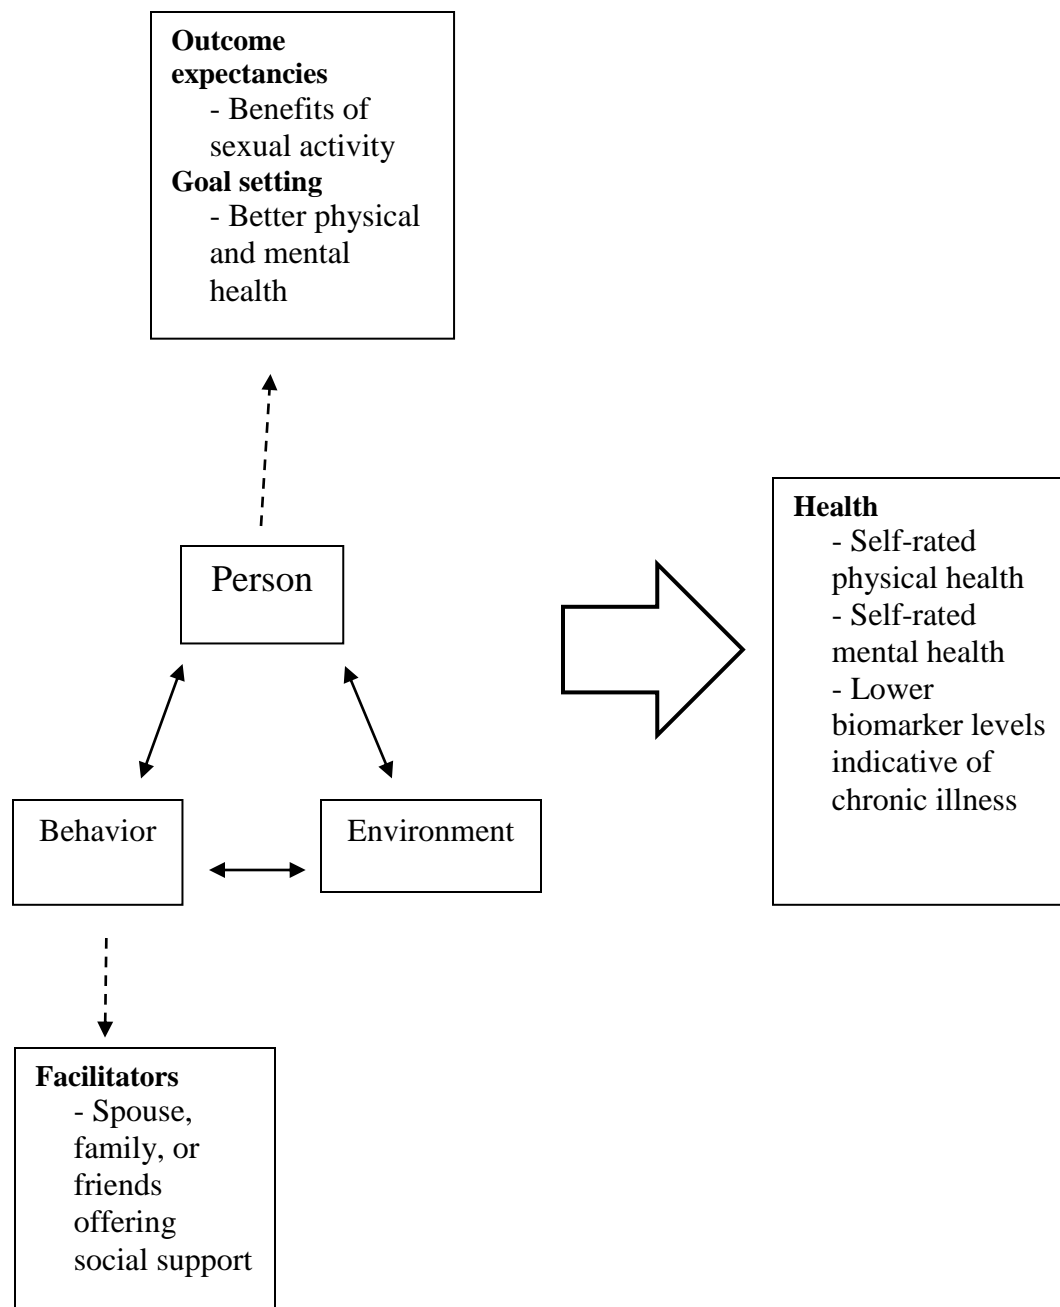 Outcome
expectancies
- Benefits of
sexual activity
Goal setting
- Better physical
and mental
health
Person
Behavior
Environment
Facilitators
- Spouse,
family, or
friends
offering
social support
Health
- Self-rated
physical health
- Self-rated
mental health
- Lower
biomarker levels
indicative of
chronic illness